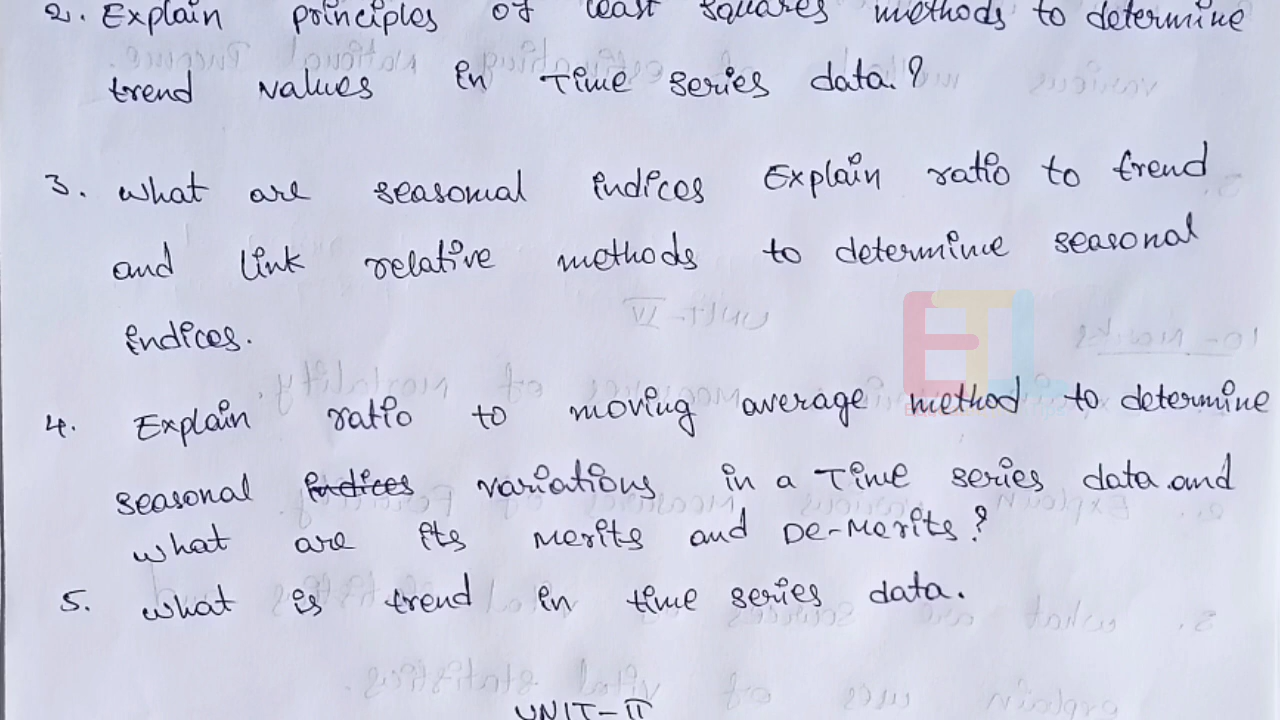 2. Explain principles of least squares methods to determine
trend values in Time series data?
3. what are seasomal indices Explain ratio to trend
and link relative methods to determine seasonal
indices.
4. Explain ratio to moving average method to determine
seasonal indices variations in a Time series data and
what are its merits and De-Merits?
5. what is trend in time series data.
UNIT-II
ETL